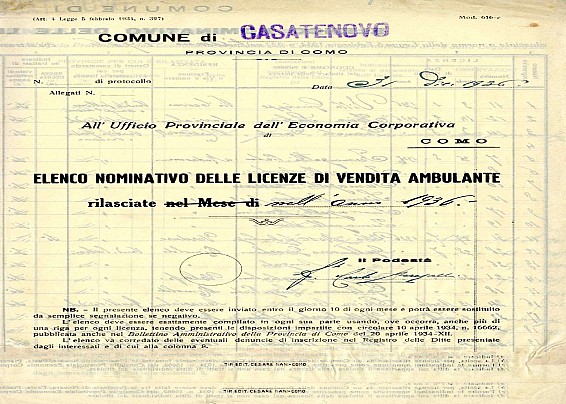 (Art. 4 Legge 5 febbraio 1934, n. 327)
Mod. 616-c
COMUNE di CASATENOVO
PROVINCIA DI COMO
N. di protocollo
Data 31 Dic. 1936.
Allegati N.
All' Ufficio Provinciale dell' Economia Corporativa
di
COMO
ELENCO NOMINATIVO DELLE LICENZE DI VENDITA AMBULANTE
rilasciate nel Mese di nell' anno 1936.
Il Podestà
NB. - Il presente elenco deve essere inviato entro il giorno 10 di ogni mese e potrà essere sostituito
da semplice segnalazione se negativo.
L'elenco deve essere esattamente compilato in ogni sua parte usando, ove occorra, anche più di
una riga per ogni licenza, tenendo presenti le disposizioni impartite con circolare 10 aprile 1934, n. 16662,
pubblicata anche nel Bollettino Amministrativo della Provincia di Como del 20 aprile 1934-XII.
L'elenco va corredato delle eventuali denuncie di inscrizione nel Registro delle Ditte presentate
dagli interessati e di cui alla colonna 8.
TIP. EDIT. CESARE NANI-COMO